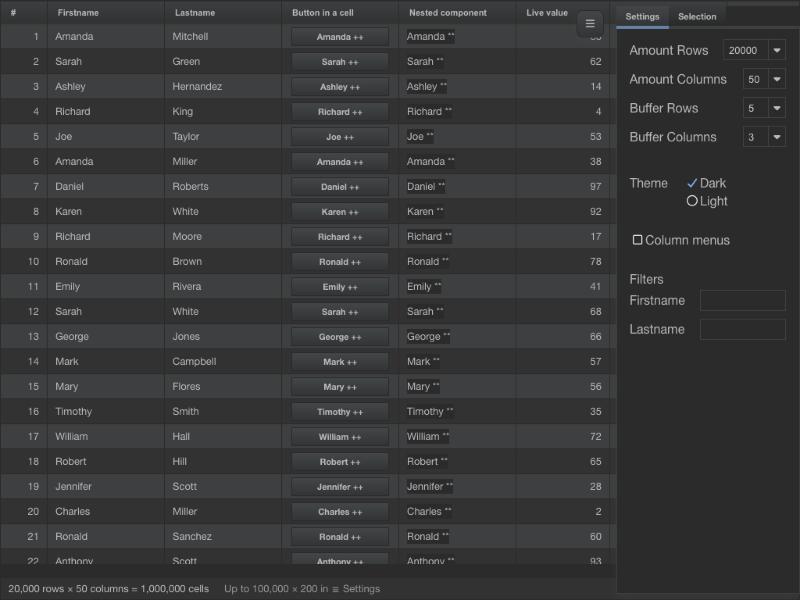 # Firstname Lastname Button in a cell Nested component Live value
1 Amanda Mitchell Amanda ++ Amanda **
2 Sarah Green Sarah ++ Sarah ** 62
3 Ashley Hernandez Ashley ++ Ashley ** 14
4 Richard King Richard ++ Richard ** 4
5 Joe Taylor Joe ++ Joe ** 53
6 Amanda Miller Amanda ++ Amanda ** 38
7 Daniel Roberts Daniel ++ Daniel ** 97
8 Karen White Karen ++ Karen ** 92
9 Richard Moore Richard ++ Richard ** 17
10 Ronald Brown Ronald ++ Ronald ** 78
11 Emily Rivera Emily ++ Emily ** 41
12 Sarah White Sarah ++ Sarah ** 68
13 George Jones George ++ George ** 66
14 Mark Campbell Mark ++ Mark ** 57
15 Mary Flores Mary ++ Mary ** 56
16 Timothy Smith Timothy ++ Timothy ** 35
17 William Hall William ++ William ** 72
18 Robert Hill Robert ++ Robert ** 65
19 Jennifer Scott Jennifer ++ Jennifer ** 28
20 Charles Miller Charles ++ Charles ** 2
21 Ronald Sanchez Ronald ++ Ronald ** 60
22 Anthony Scott Anthony ++ Anthony ** 93
20,000 rows × 50 columns = 1,000,000 cells Up to 100,000 × 200 in ≡ Settings
Settings Selection
Amount Rows 20000
Amount Columns 50
Buffer Rows 5
Buffer Columns 3
Theme Dark
Light
Column menus
Filters
Firstname
Lastname